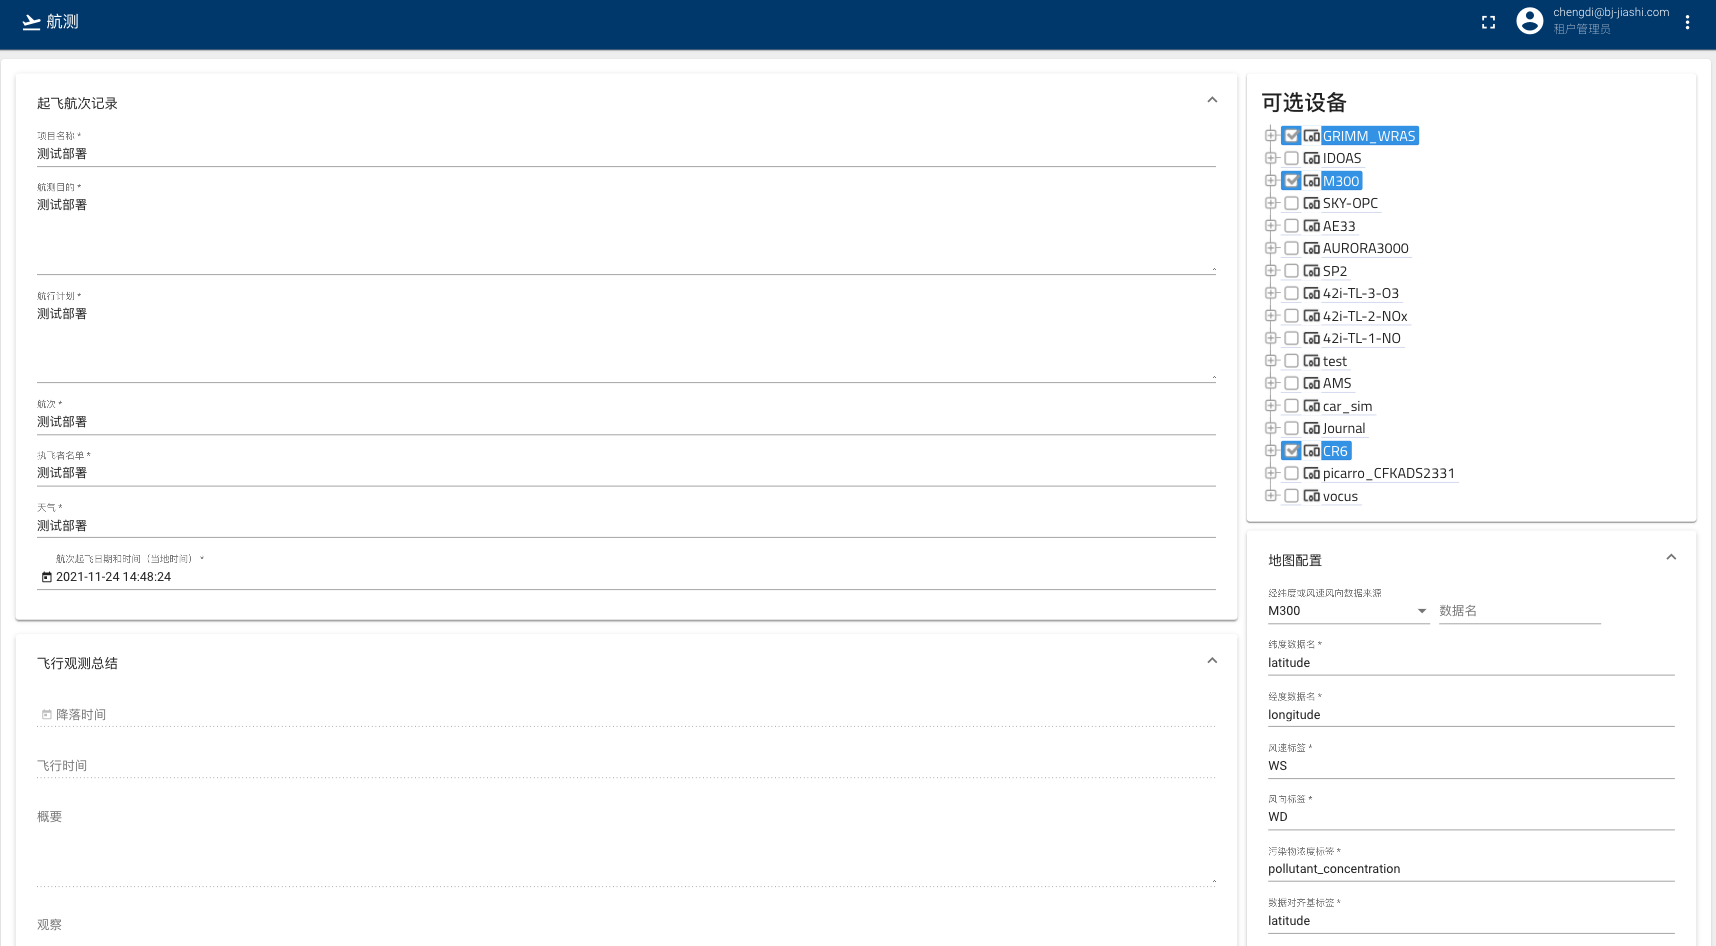 航测
chengdi@bj-jiashi.com
租户管理员
起飞航次记录
项目名称 *
测试部署
航测目的 *
测试部署
航行计划 *
测试部署
航次 *
测试部署
执飞者名单 *
测试部署
天气 *
测试部署
航次起飞日期和时间（当地时间） *
2021-11-24 14:48:24
飞行观测总结
降落时间
飞行时间
概要
观察
可选设备
GRIMM_WRAS
IDOAS
M300
SKY-OPC
AE33
AURORA3000
SP2
42i-TL-3-O3
42i-TL-2-NOx
42i-TL-1-NO
test
AMS
car_sim
Journal
CR6
picarro_CFKADS2331
vocus
地图配置
经纬度或风速风向数据来源
M300
数据名
纬度数据名 *
latitude
经度数据名 *
longitude
风速标签 *
WS
风向标签 *
WD
污染物浓度标签 *
pollutant_concentration
数据对齐基标签 *
latitude